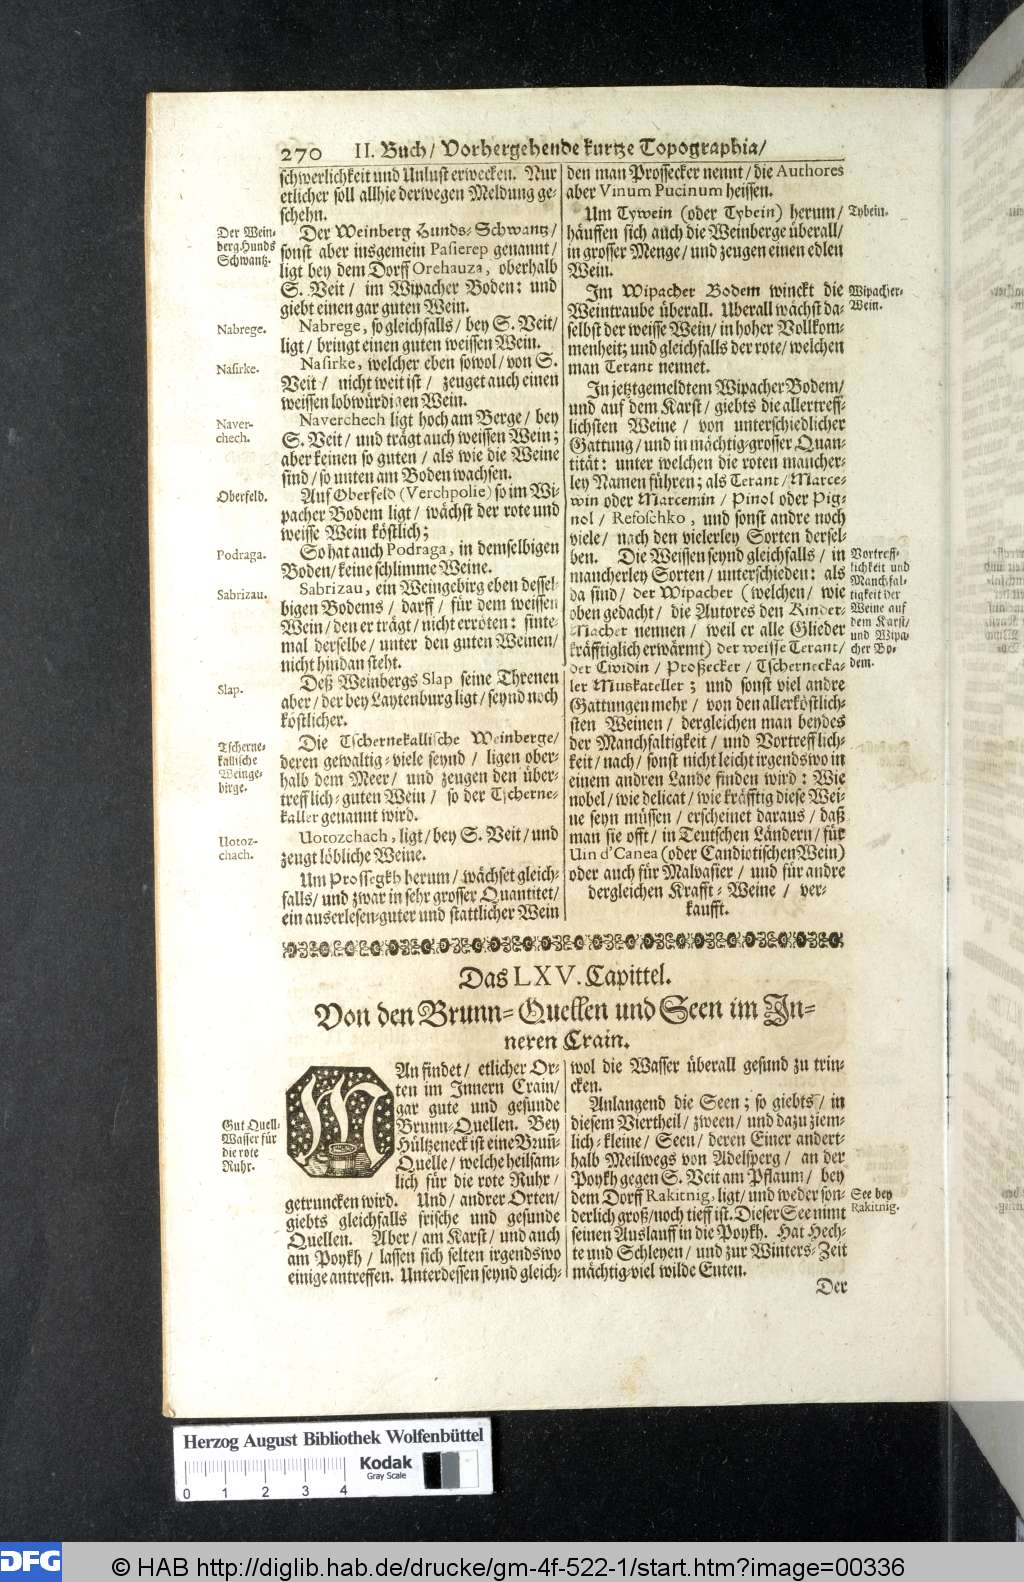 270 II. Buch/ Vorhergehende kurtze Topographia/
schwerlichkeit und Unlust erwecken. Nur
etlicher soll allhie derwegen Meldung ge-
schehn.
Der Wein-
berg Hunds
Schwantz.
Der Weinberg Hunds-Schwantz/
sonst aber insgemein Pasierep genannt/
ligt bey dem Dorff Orehauza, oberhalb
S. Veit/ im Wipacher Boden: und
giebt einen gar guten Wein.
Nabrege.
Nabrege, so gleichfalls/ bey S. Veit/
ligt/ bringt einen guten weissen Wein.
Nasirke.
Nasirke, welcher eben sowol/ von S.
Veit/ nicht weit ist/ zeuget auch einen
weissen lobwürdigen Wein.
Naver-
chech.
Naverchech ligt hoch am Berge/ bey
S. Veit/ und trägt auch weissen Wein;
aber keinen so guten/ als wie die Weine
sind/ so unten am Boden wachsen.
Oberfeld.
Auf Oberfeld (Verchpolie) so im Wi-
pacher Bodem ligt/ wächst der rote und
weisse Wein köstlich;
Podraga.
So hat auch Podraga, in demselbigen
Boden/ keine schlimme Weine.
Sabrizau.
Sabrizau, ein Weingebirg eben dessel-
bigen Bodems/ darff/ für dem weissen
Wein/ den er trägt/ nicht erröten: sinte-
mal derselbe/ unter den guten Weinen/
nicht hindan steht.
Slap.
Deß Weinbergs Slap seine Threnen
aber/ der bey Laytenburg ligt/ seynd noch
köstlicher.
Tscherne-
kallische
Weinge-
birge.
Die Tschernekallische Weinberge/
deren gewaltig-viele seynd/ ligen ober-
halb dem Meer/ und zeugen den über-
trefflich-guten Wein/ so der Tscherne-
kaller genannt wird.
Uotoz-
chach.
Uotozchach, ligt/ bey S. Veit/ und
zeugt löbliche Weine.
Um Prossegkh herum/ wächset gleich-
falls/ und zwar in sehr grosser Quantitet/
ein auserlesen-guter und stattlicher Wein
den man Prossecker nennt/ die Authores
aber Vinum Pucinum heissen.
Tybein.
Um Tywein (oder Tybein) herum/
häuffen sich auch die Weinberge überall/
in grosser Menge/ und zeugen einen edlen
Wein.
Wipacher-
Wein.
Im Wipacher Bodem winckt die
Weintraube überall. Uberall wächst da-
selbst der weisse Wein/ in hoher Vollkom-
menheit; und gleichfalls der rote/ welchen
man Terant nennet.
In jetztgemeldtem Wipacher Bodem/
und auf dem Karst/ giebts die allertreff-
lichsten Weine/ von unterschiedlicher
Gattung/ und in mächtig-grosser Quan-
tität: unter welchen die roten mancher-
ley Namen führen; als Terant/ Marce-
win oder Marcemin/ Pinol oder Pig-
nol/ Refoschko, und sonst andre noch
viele/ nach den vielerley Sorten dersel-
ben. Die Weissen seynd gleichfalls/ in
mancherley Sorten/ unterschieden: als
da sind/ der Wipacher (welchen/ wie
oben gedacht/ die Autores den Kinder-
Macher nennen/ weil er alle Glieder
kräfftiglich erwärmt) der weisse Terant/
der Cividin/ Proßecker/ Tschernecka-
ler Muskateller; und sonst viel andre
Gattungen mehr/ von den allerköstlich-
sten Weinen/ dergleichen man beydes
der Manchfaltigkeit/ und Vortrefflich-
keit/ nach/ sonst nicht leicht irgendswo in
einem andren Lande finden wird: Wie
nobel/ wie delicat/ wie kräfftig diese Wei-
ne seyn müssen/ erscheinet daraus/ daß
man sie offt/ in Teutschen Ländern/ für
Uin d'Canea (oder Candiotischen Wein)
oder auch für Malvasier/ und für andre
dergleichen Krafft-Weine/ ver-
kaufft.
Vortreff-
lichkeit und
Manchfal-
tigkeit der
Weine auf
dem Karst/
und Wipa-
cher Bo-
dem.
Das LXV. Capittel.
Von den Brunn-Quellen und Seen im In-
neren Crain.
Gut Quell-
Wasser für
die rote
Ruhr.
MAn findet/ etlicher Or-
ten im Innern Crain/
gar gute und gesunde
Brunn-Quellen. Bey
Hültzeneck ist eine Brun̄-
Quelle/ welche heilsam-
lich für die rote Ruhr/
getruncken wird. Und/ andrer Orten/
giebts gleichfalls frische und gesunde
Quellen. Aber/ am Karst/ und auch
am Poykh/ lassen sich selten irgendswo
einige antreffen. Unterdessen seynd gleich-
wol die Wasser überall gesund zu trin-
cken.
Anlangend die Seen; so giebts/ in
diesem Viertheil/ zween/ und dazu ziem-
lich-kleine/ Seen/ deren Einer andert-
halb Meilwegs von Adelsperg/ an der
Poykh gegen S. Veit am Pflaum/ bey
dem Dorff Rakitnig, ligt/ und weder son-
derlich groß/ noch tieff ist. Dieser See nimt
seinen Auslauff in die Poykh. Hat Hech-
te und Schleyen/ und zur Winters-Zeit
mächtig-viel wilde Enten.
See bey
Rakitnig.
Der
Herzog August Bibliothek Wolfenbüttel
0 1 2 3 4
Kodak
Gray Scale
DFG
© HAB http://diglib.hab.de/drucke/gm-4f-522-1/start.htm?image=00336